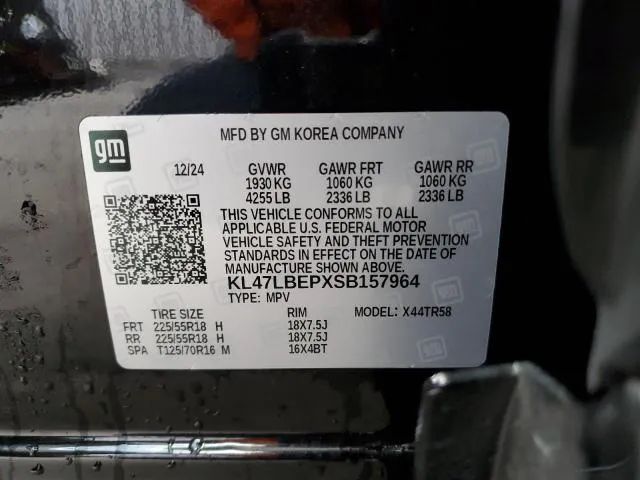 MFD BY GM KOREA COMPANY
gm
12/24 GVWR GAWR FRT GAWR RR
1930 KG 1060 KG 1060 KG
4255 LB 2336 LB 2336 LB
THIS VEHICLE CONFORMS TO ALL
APPLICABLE U.S. FEDERAL MOTOR
VEHICLE SAFETY AND THEFT PREVENTION
STANDARDS IN EFFECT ON THE DATE OF
MANUFACTURE SHOWN ABOVE.
KL47LBEPXSB157964
TYPE: MPV
TIRE SIZE RIM MODEL: X44TR58
FRT 225/55R18 H 18X7.5J
RR 225/55R18 H 18X7.5J
SPA T125/70R16 M 16X4BT